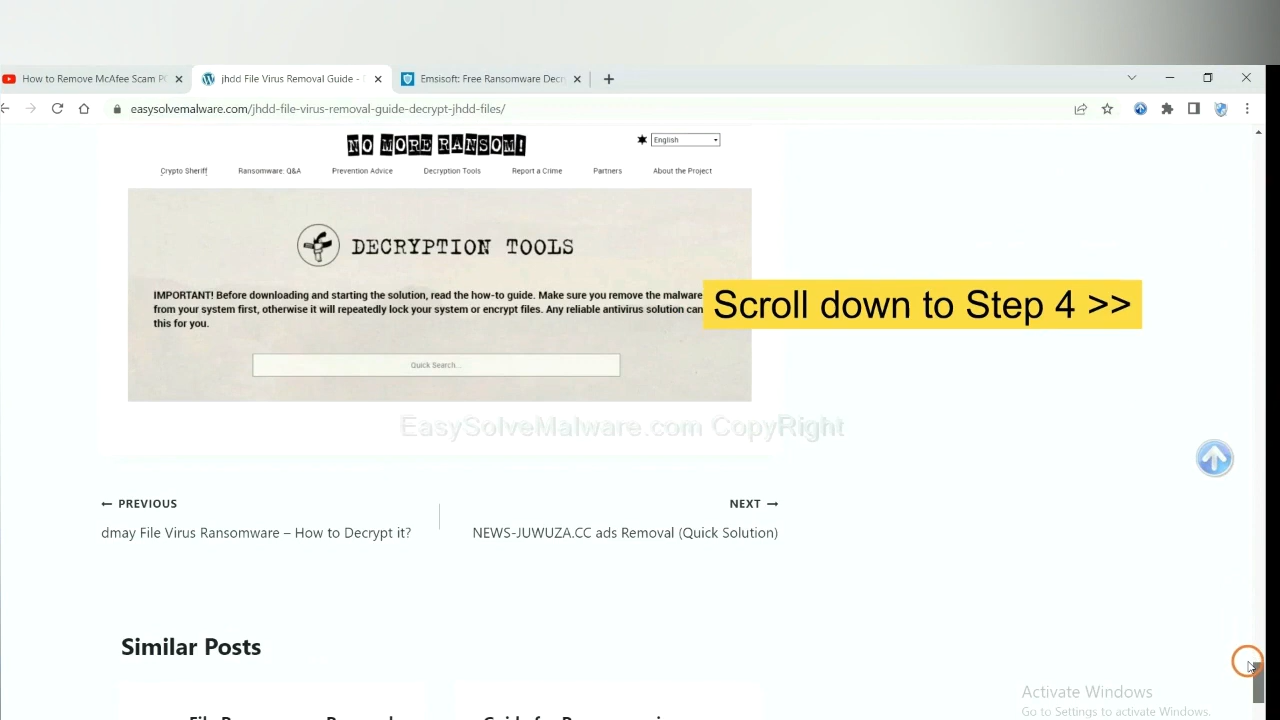 How to Remove McAfee Scam P
jhdd File Virus Removal Guide -
Emsisoft: Free Ransomware Decr
easysolvemalware.com/jhdd-file-virus-removal-guide-decrypt-jhdd-files/
NO MORE RANSOM!
English
Crypto Sheriff Ransomware: Q&A Prevention Advice Decryption Tools Report a Crime Partners About the Project
DECRYPTION TOOLS
IMPORTANT! Before downloading and starting the solution, read the how-to guide. Make sure you remove the malware
from your system first, otherwise it will repeatedly lock your system or encrypt files. Any reliable antivirus solution can
this for you.
Scroll down to Step 4 >>
Quick Search...
EasySolveMalware.com CopyRight
← PREVIOUS
dmay File Virus Ransomware – How to Decrypt it?
NEXT →
NEWS-JUWUZA.CC ads Removal (Quick Solution)
Similar Posts
Activate Windows
Go to Settings to activate Windows.